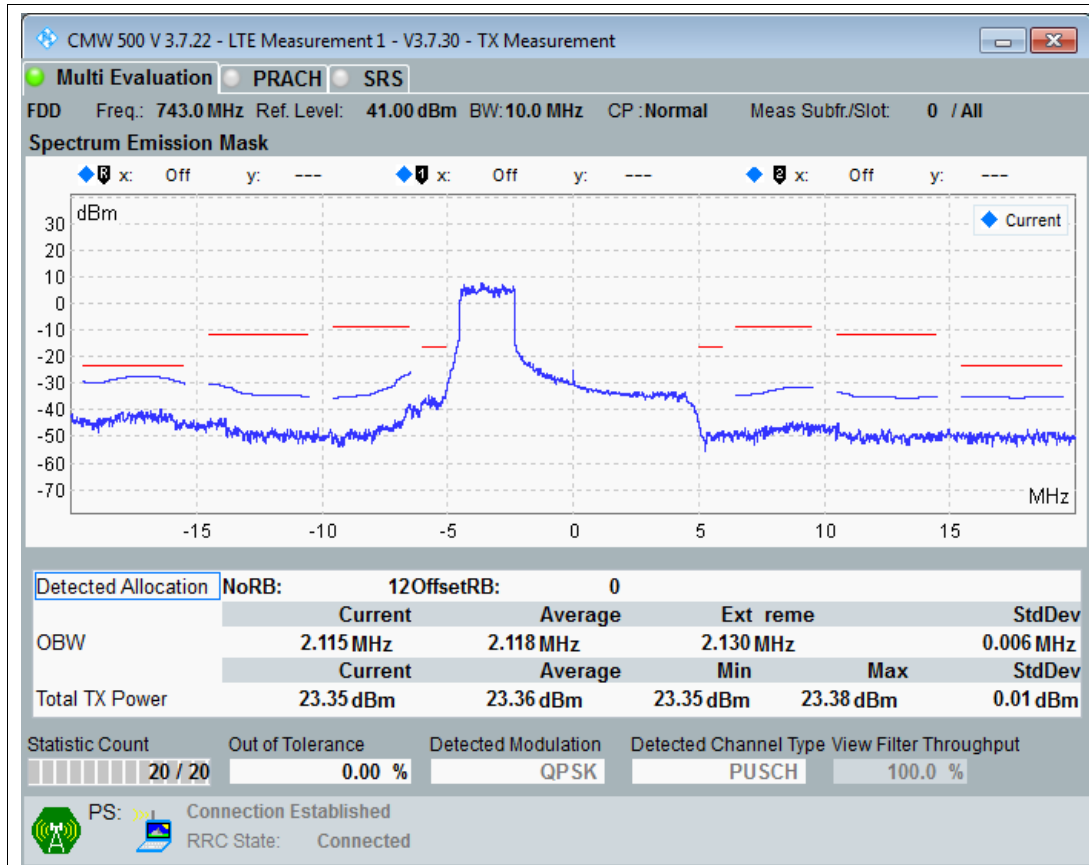 CMW 500 V 3.7.22 - LTE Measurement 1 - V3.7.30 - TX Measurement
Multi Evaluation PRACH SRS
FDD Freq.: 743.0 MHz Ref. Level: 41.00 dBm BW: 10.0 MHz CP : Normal Meas Subfr./Slot: 0 / All
Spectrum Emission Mask
R x: Off y: --- 1 x: Off y: --- 2 x: Off y: ---
dBm
Current
30
20
10
0
-10
-20
-30
-40
-50
-60
-70
MHz
-15 -10 -5 0 5 10 15
Detected Allocation NoRB: 12 OffsetRB: 0
Current Average Ext reme StdDev
OBW 2.115 MHz 2.118 MHz 2.130 MHz 0.006 MHz
Current Average Min Max StdDev
Total TX Power 23.35 dBm 23.36 dBm 23.35 dBm 23.38 dBm 0.01 dBm
Statistic Count Out of Tolerance Detected Modulation Detected Channel Type View Filter Throughput
20 / 20 0.00 % QPSK PUSCH 100.0 %
PS: Connection Established
RRC State: Connected